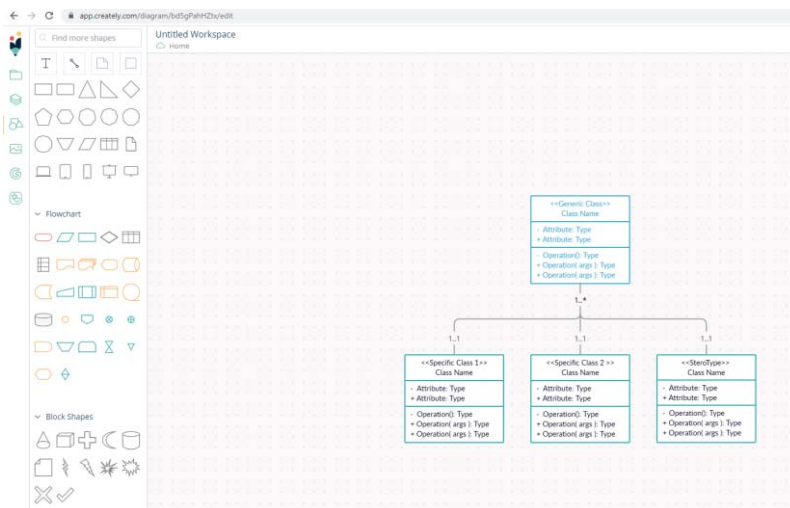 app.creately.com/diagram/bd5gPahHZtx/edit
Find more shapes
Untitled Workspace
Home
T
Flowchart
Block Shapes
<<Generic Class>>
Class Name
- Attribute: Type
+ Attribute: Type
- Operation(): Type
+ Operation( args ): Type
+ Operation( args ): Type
1..*
1..1
1..1
1..1
<<Specific Class 1>>
Class Name
- Attribute: Type
+ Attribute: Type
- Operation(): Type
+ Operation( args ): Type
+ Operation( args ): Type
<<Specific Class 2 >>
Class Name
- Attribute: Type
+ Attribute: Type
- Operation(): Type
+ Operation( args ): Type
+ Operation( args ): Type
<<SteroType>>
Class Name
- Attribute: Type
+ Attribute: Type
- Operation(): Type
+ Operation( args ): Type
+ Operation( args ): Type